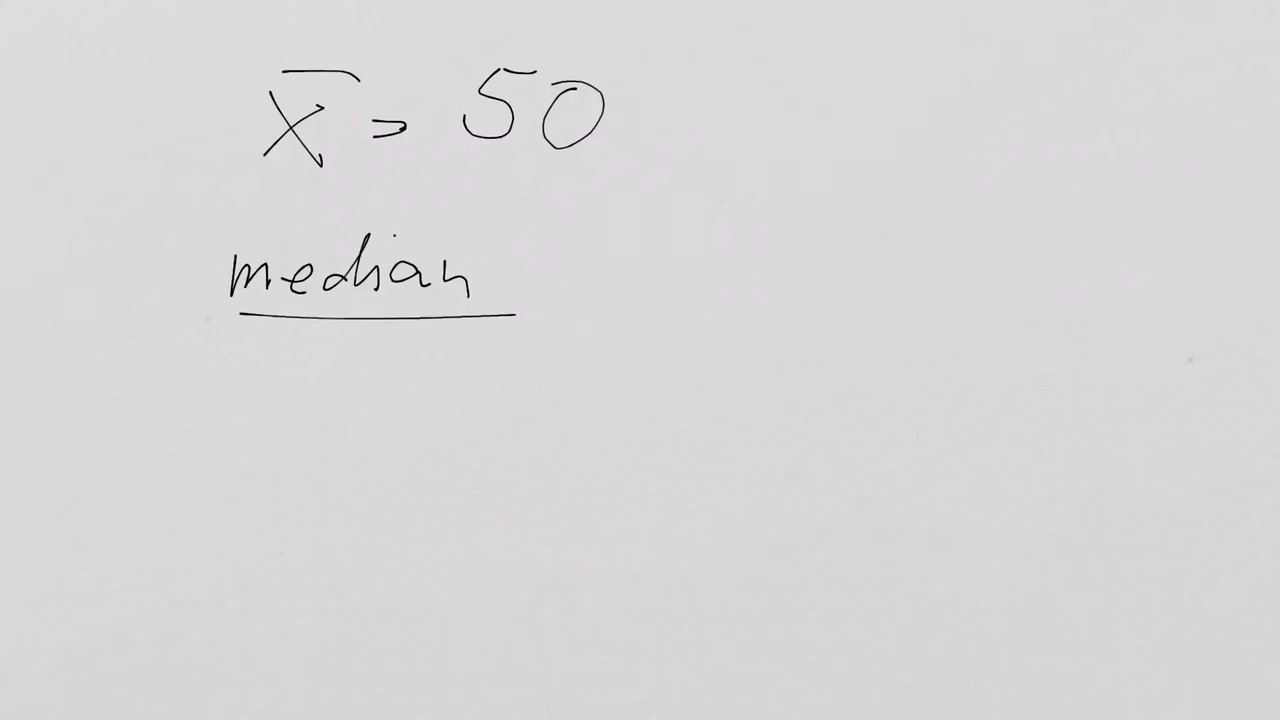 x̄ = 50
median